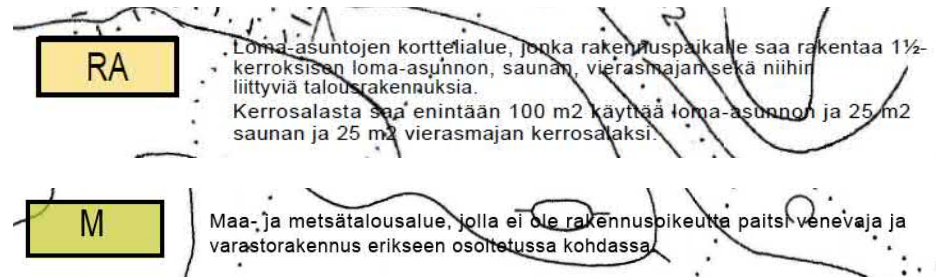 RA
Loma-asuntojen korttelialue, jonka rakennuspaikalle saa rakentaa 1½-
kerroksisen loma-asunnon, saunan, vierasmajan sekä niihin
liittyviä talousrakennuksia.
Kerrosalasta saa enintään 100 m2 käyttää loma-asunnon ja 25 m2
saunan ja 25 m2 vierasmajan kerrosalaksi.
M
Maa- ja metsätalousalue, jolla ei ole rakennusoikeutta paitsi venevaja ja
varastorakennus erikseen osoitetussa kohdassa.